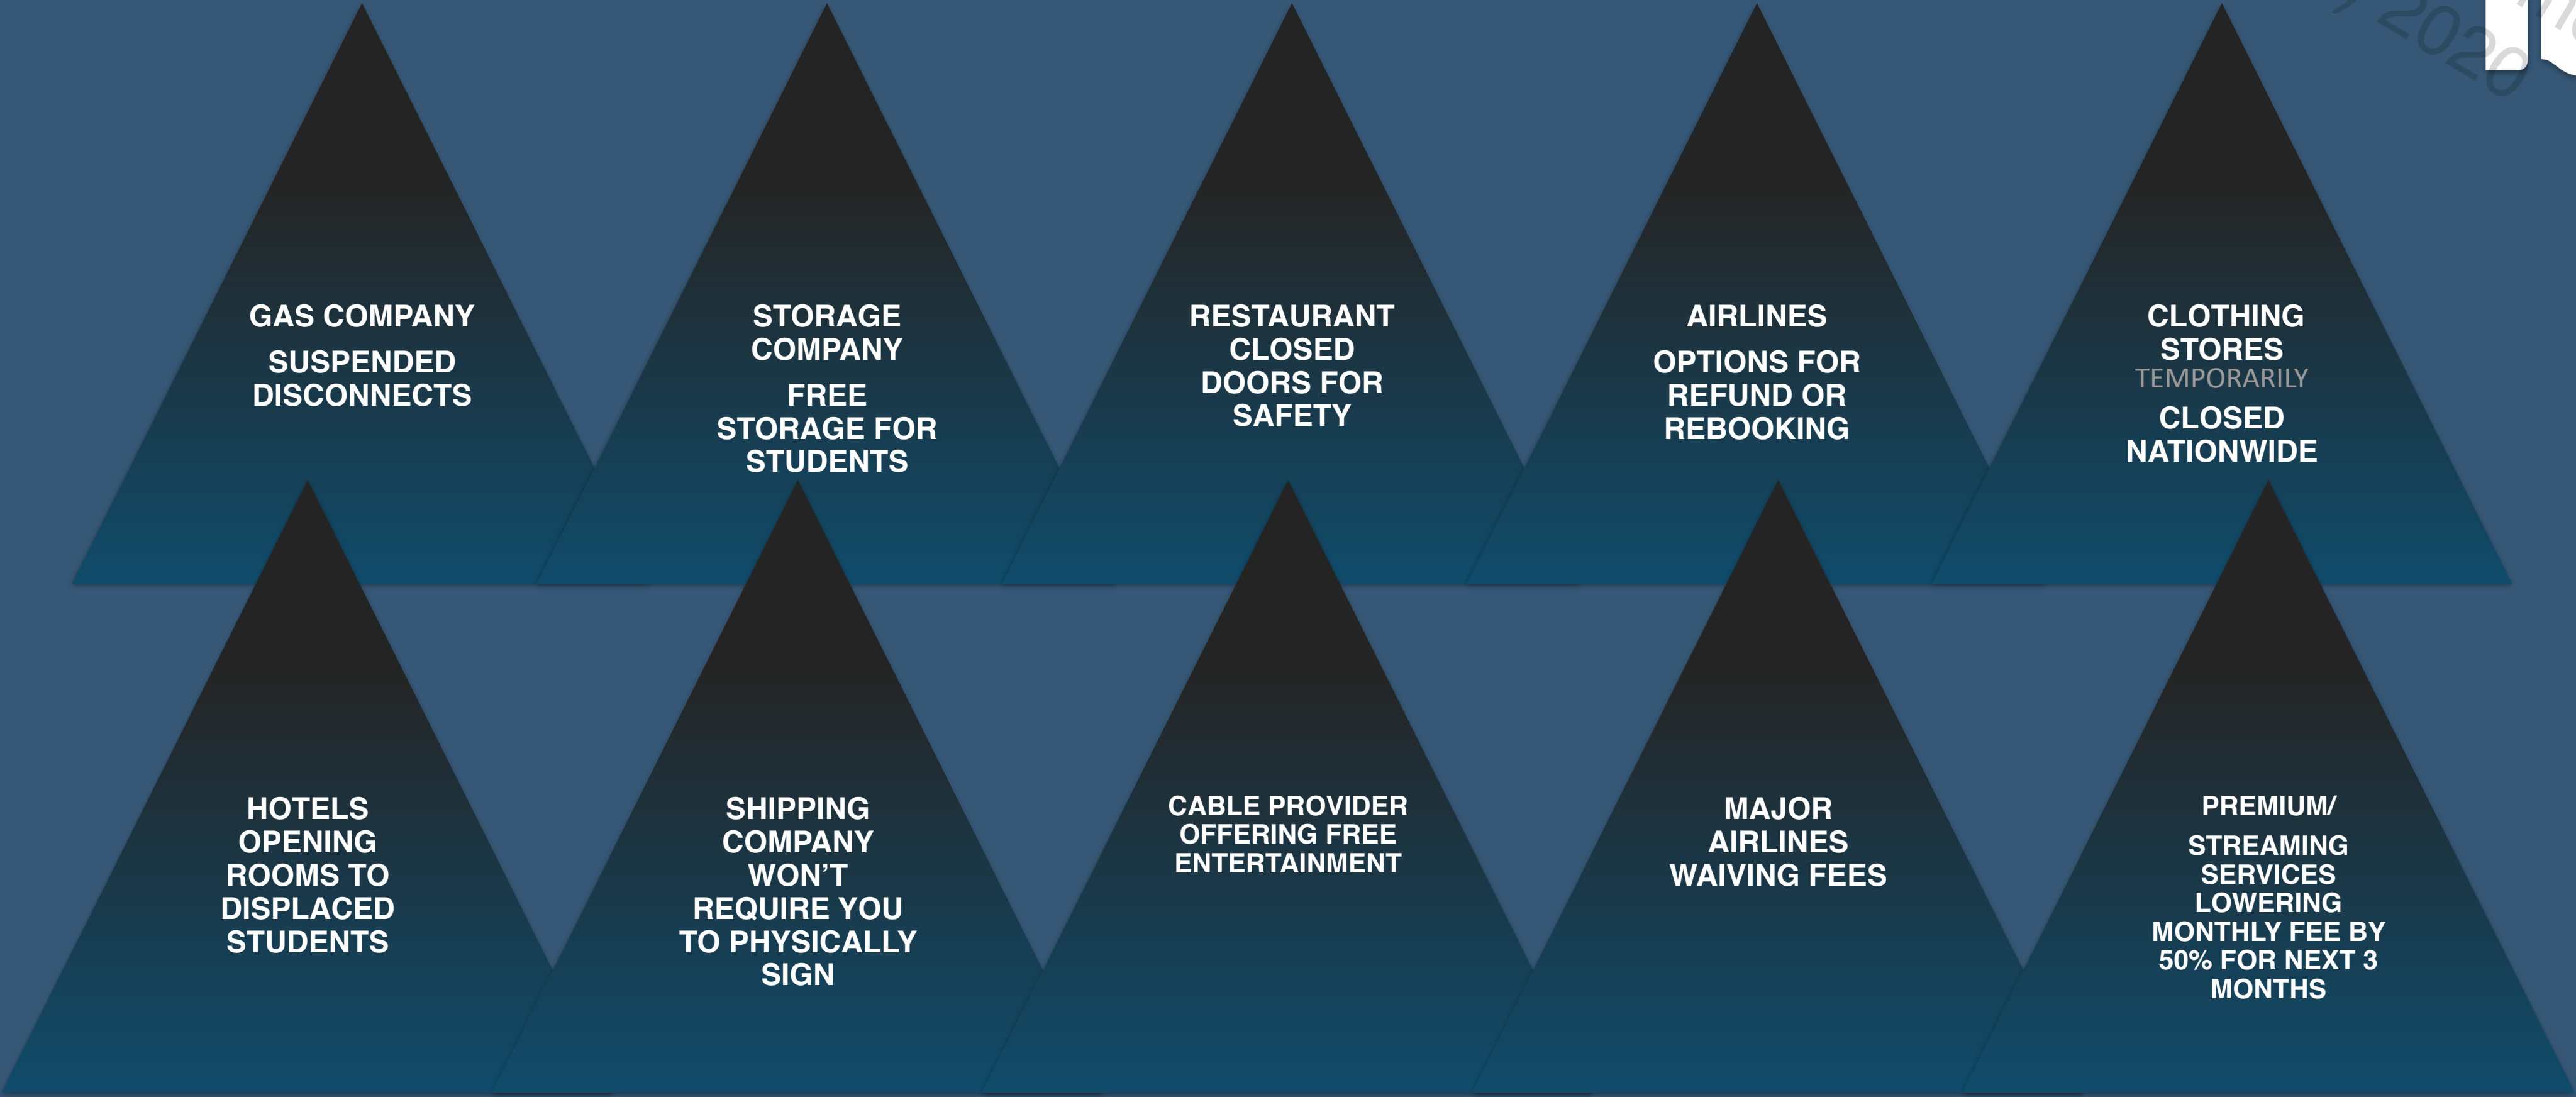 2020
GAS COMPANY
SUSPENDED
DISCONNECTS
STORAGE
COMPANY
FREE
STORAGE FOR
STUDENTS
RESTAURANT
CLOSED
DOORS FOR
SAFETY
AIRLINES
OPTIONS FOR
REFUND OR
REBOOKING
CLOTHING
STORES
TEMPORARILY
CLOSED
NATIONWIDE
HOTELS
OPENING
ROOMS TO
DISPLACED
STUDENTS
SHIPPING
COMPANY
WON’T
REQUIRE YOU
TO PHYSICALLY
SIGN
CABLE PROVIDER
OFFERING FREE
ENTERTAINMENT
MAJOR
AIRLINES
WAIVING FEES
PREMIUM/
STREAMING
SERVICES
LOWERING
MONTHLY FEE BY
50% FOR NEXT 3
MONTHS